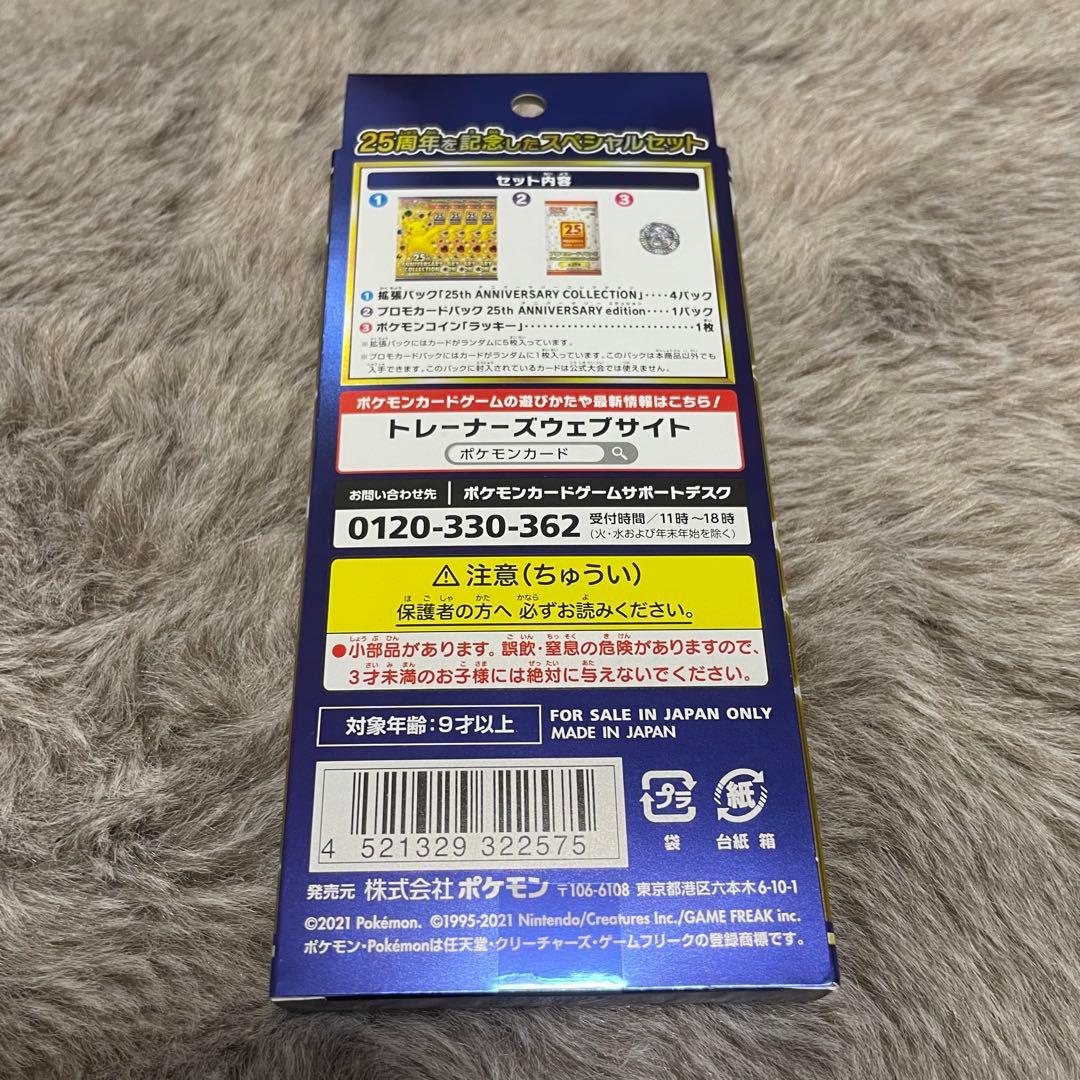 25周年を記念したスペシャルセット
セット内容
1 2 3
25th
ANNIVERSARY
COLLECTION
25
1 拡張パック「25th ANNIVERSARY COLLECTION」････4パック
2 プロモカードパック 25th ANNIVERSARY edition････1パック
3 ポケモンコイン「ラッキー」････････････････････････1枚
※拡張パックにはカードがランダムに5枚入っています。
※プロモカードパックにはカードがランダムに1枚入っています。このパックは本商品以外でも
入手できます。このパックに封入されているカードは公式大会では使えません。
ポケモンカードゲームの遊びかたや最新情報はこちら!
トレーナーズウェブサイト
ポケモンカード
お問い合わせ先 | ポケモンカードゲームサポートデスク
0120-330-362 受付時間/11時~18時
(火・水および年末年始を除く)
⚠ 注意(ちゅうい)
保護者の方へ 必ずお読みください。
●小部品があります。誤飲・窒息の危険がありますので、
3才未満のお子様には絶対に与えないでください。
対象年齢:9才以上
FOR SALE IN JAPAN ONLY
MADE IN JAPAN
プラ 紙
袋 台紙 箱
4 521329 322575
発売元 株式会社 ポケモン 〒106-6108 東京都港区六本木6-10-1
©2021 Pokémon. ©1995-2021 Nintendo/Creatures Inc./GAME FREAK inc.
ポケモン・Pokémonは任天堂・クリーチャーズ・ゲームフリークの登録商標です。